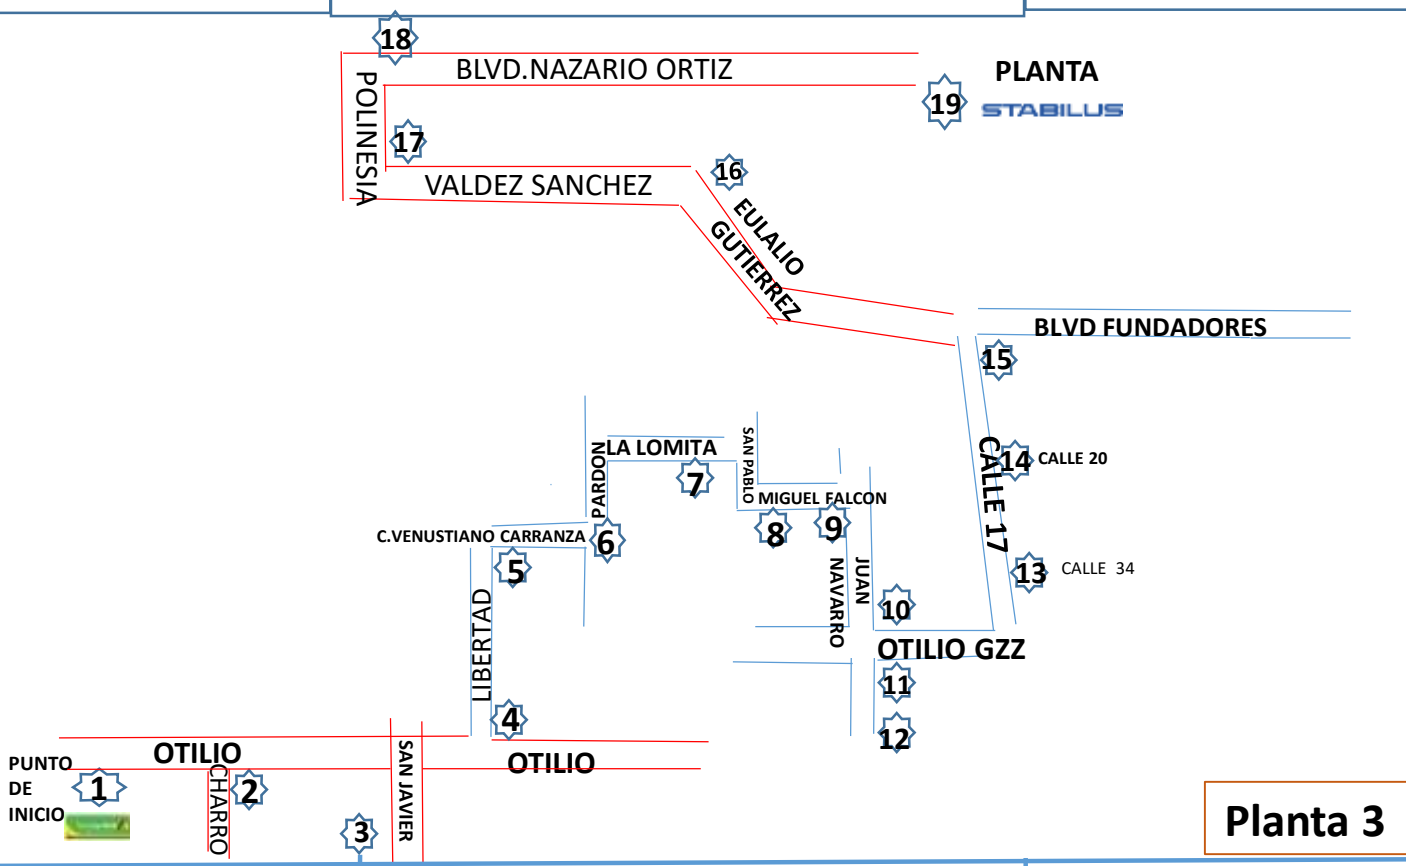 18
BLVD.NAZARIO ORTIZ
PLANTA
19
STABILUS
POLINESIA
17
VALDEZ SANCHEZ
16
EULALIO
GUTIERREZ
BLVD FUNDADORES
15
CALLE 17
14
CALLE 20
13
CALLE 34
LA LOMITA
SAN PABLO
PARDON
7
MIGUEL FALCON
C.VENUSTIANO CARRANZA
6
8
9
5
JUAN
NAVARRO
10
LIBERTAD
OTILIO GZZ
11
4
12
OTILIO
SAN JAVIER
OTILIO
PUNTO
DE
INICIO
1
CHARRO
2
3
Planta 3